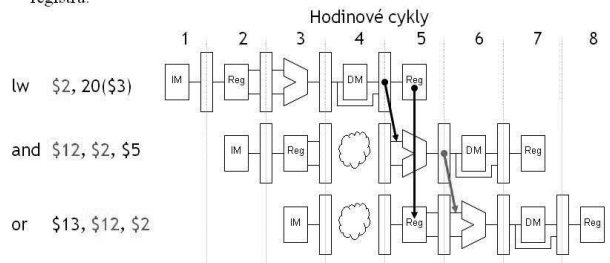 registru.
Hodinové cykly
1 2 3 4 5 6 7 8
lw $2, 20($3) IM Reg DM Reg
and $12, $2, $5 IM Reg DM Reg
or $13, $12, $2 IM Reg DM Reg